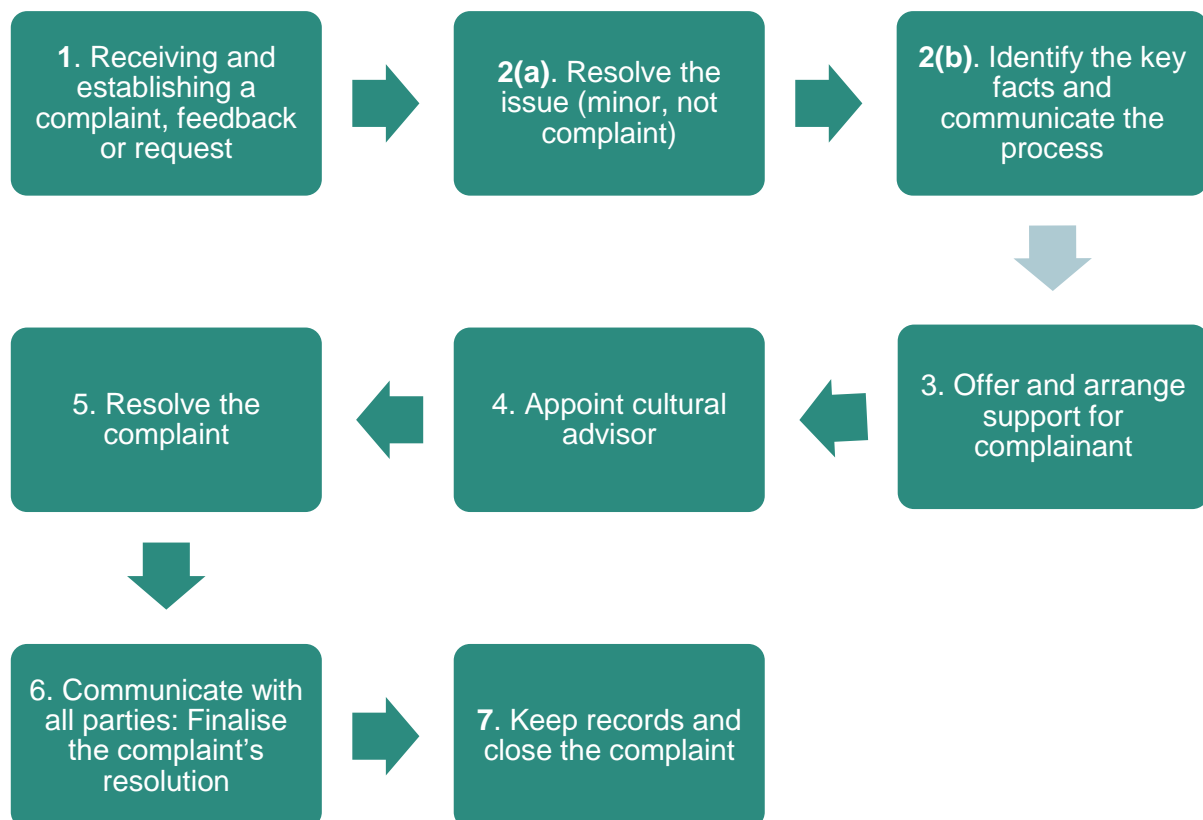 1. Receiving and
establishing a
complaint, feedback
or request
2(a). Resolve the
issue (minor, not
complaint)
2(b). Identify the key
facts and
communicate the
process
3. Offer and arrange
support for
complainant
4. Appoint cultural
advisor
5. Resolve the
complaint
6. Communicate with
all parties: Finalise
the complaint’s
resolution
7. Keep records and
close the complaint